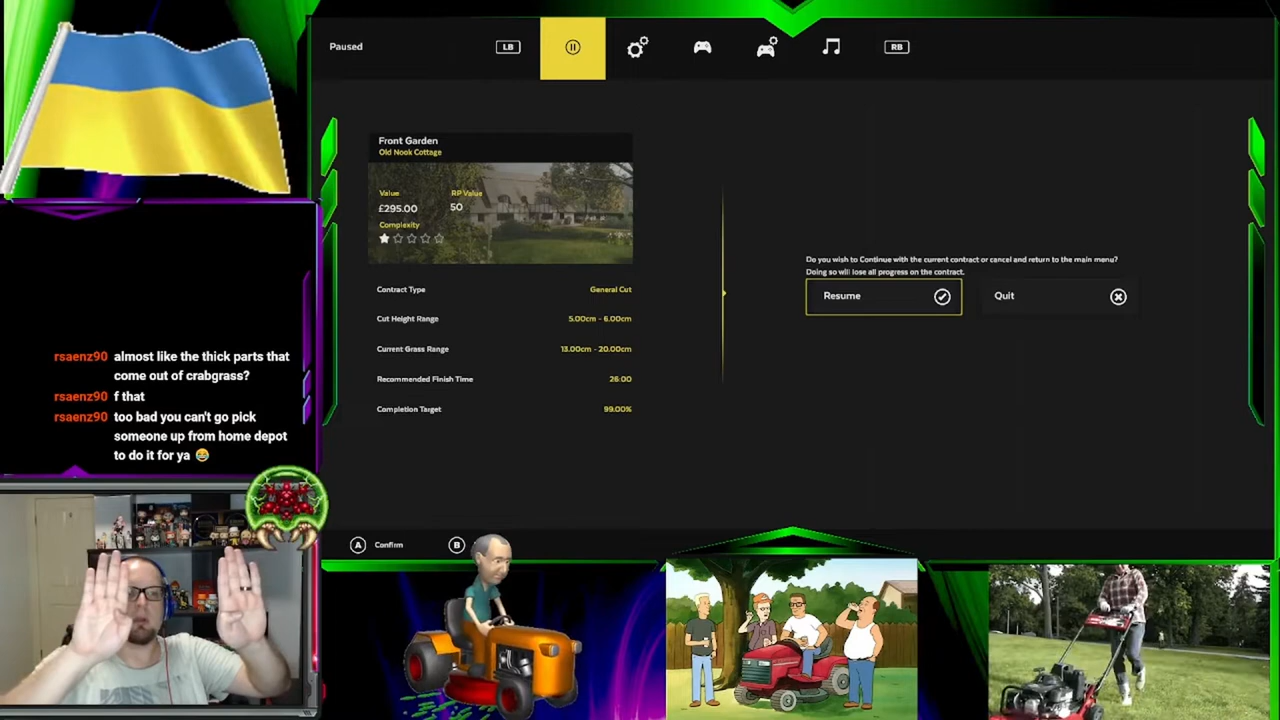 Paused
LB
RB
Front Garden
Old Nook Cottage
Value
RP Value
£295.00
50
Complexity
Contract Type
General Cut
Cut Height Range
5.00cm - 6.00cm
Current Grass Range
13.00cm - 20.00cm
Recommended Finish Time
26:00
Completion Target
99.00%
Do you wish to Continue with the current contract or cancel and return to the main menu?
Doing so will lose all progress on the contract.
Resume
Quit
A
Confirm
B
rsaenz90 almost like the thick parts that
come out of crabgrass?
rsaenz90 f that
rsaenz90 too bad you can't go pick
someone up from home depot
to do it for ya 😂